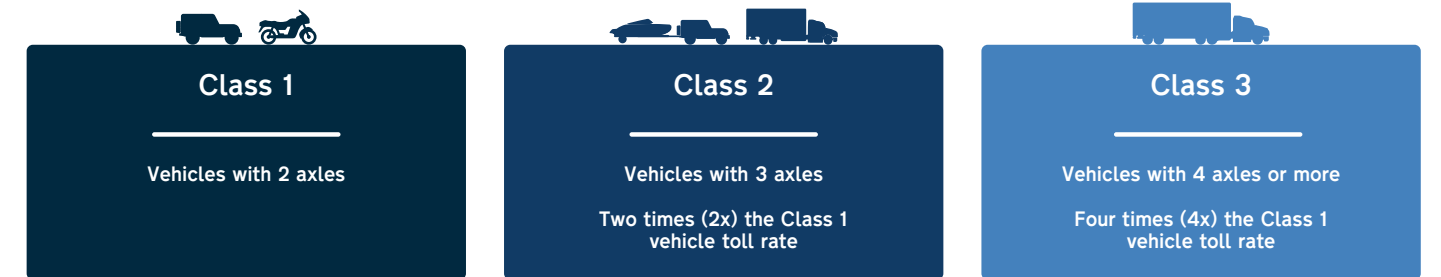 Class 1
Vehicles with 2 axles
Class 2
Vehicles with 3 axles
Two times (2x) the Class 1
vehicle toll rate
Class 3
Vehicles with 4 axles or more
Four times (4x) the Class 1
vehicle toll rate